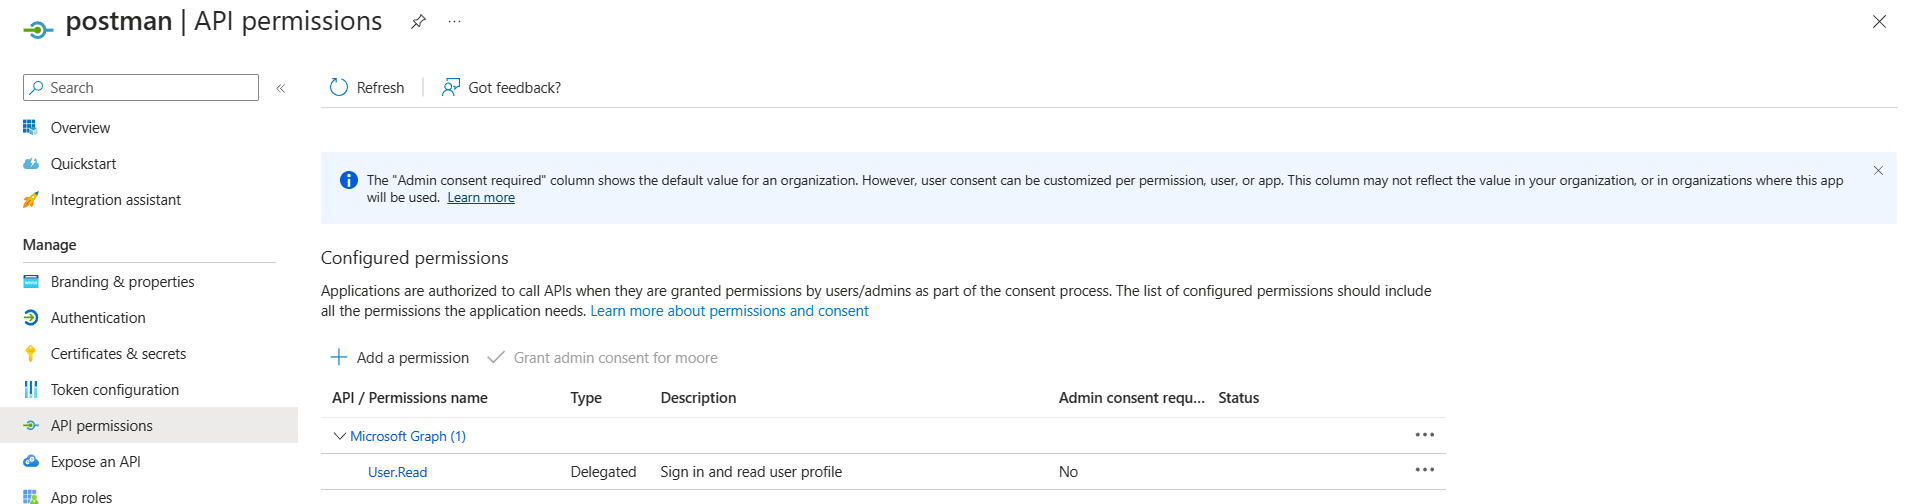 postman | API permissions
Search
Overview
Quickstart
Integration assistant
Manage
Branding & properties
Authentication
Certificates & secrets
Token configuration
API permissions
Expose an API
App roles
Refresh
Got feedback?
The "Admin consent required" column shows the default value for an organization. However, user consent can be customized per permission, user, or app. This column may not reflect the value in your organization, or in organizations where this app
will be used. Learn more
Configured permissions
Applications are authorized to call APIs when they are granted permissions by users/admins as part of the consent process. The list of configured permissions should include
all the permissions the application needs. Learn more about permissions and consent
Add a permission Grant admin consent for moore
API / Permissions name Type Description Admin consent requ... Status
Microsoft Graph (1)
User.Read Delegated Sign in and read user profile No